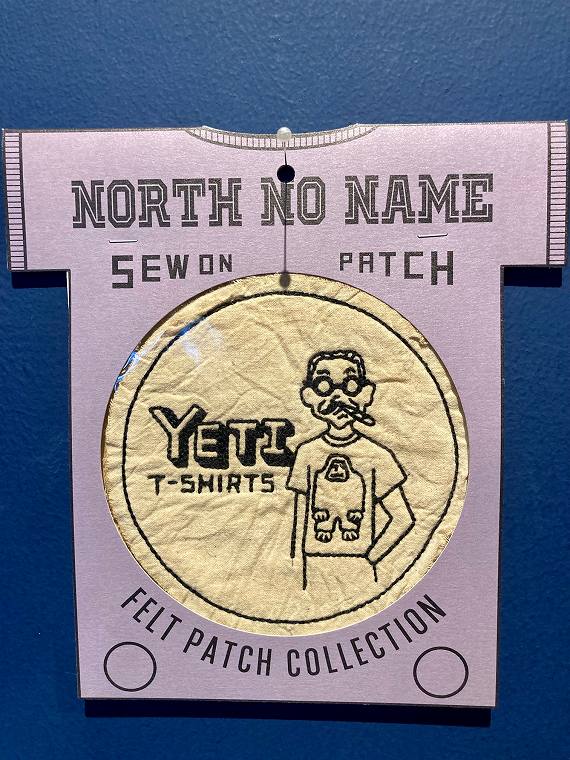 NORTH NO NAME
SEW ON PATCH
YETI
T-SHIRTS
FELT PATCH COLLECTION